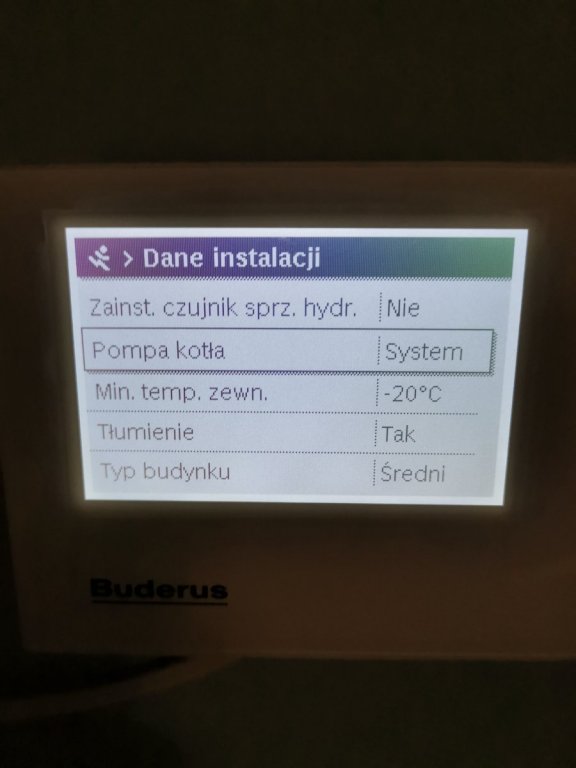 > Dane instalacji
Zainst. czujnik sprz. hydr. Nie
Pompa kotła System
Min. temp. zewn. -20°C
Tłumienie Tak
Typ budynku Średni
Buderus